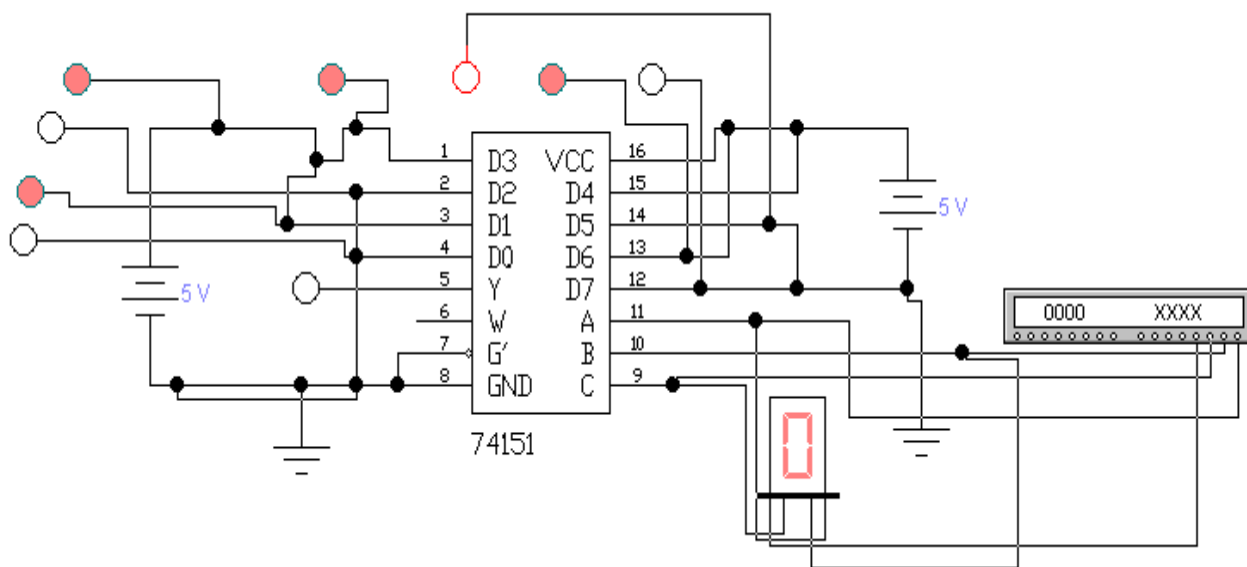 1 D3 VCC 16
2 D2 D4 15
3 D1 D5 14
4 D0 D6 13
5 Y D7 12
6 W A 11
7 G' B 10
8 GND C 9
74151
5 V
5 V
0000 XXXX
0